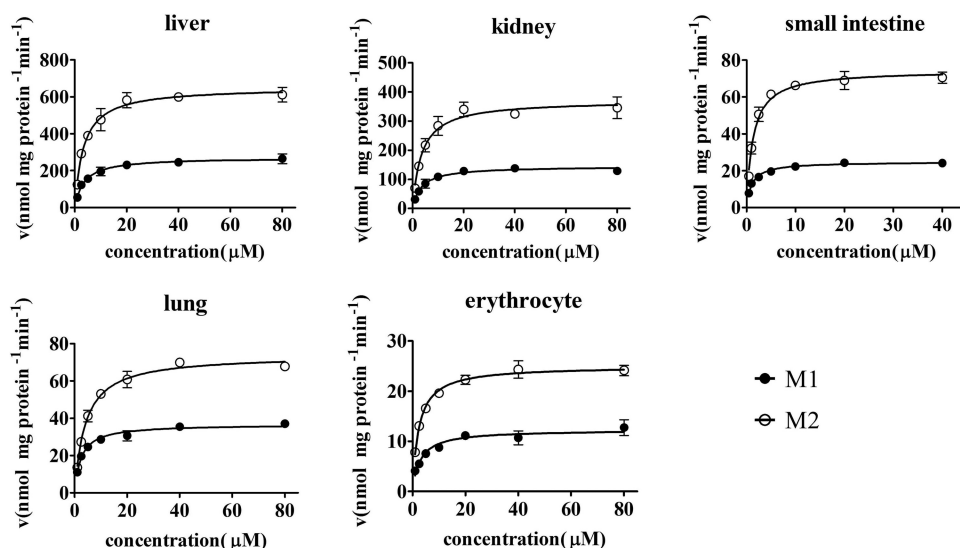 liver
v(nmol mg protein -1min-1)
800
600
400
200
0
0 20 40 60 80
concentration(μM)
kidney
v(nmol mg protein -1min-1)
500
400
300
200
100
0
0 20 40 60 80
concentration(μM)
small intestine
v(nmol mg protein -1min-1)
80
60
40
20
0
0 10 20 30 40
concentration(μM)
lung
v(nmol mg protein -1min-1)
80
60
40
20
0
0 20 40 60 80
concentration(μM)
erythrocyte
v(nmol mg protein -1min-1)
30
20
10
0
0 20 40 60 80
concentration(μM)
M1
M2